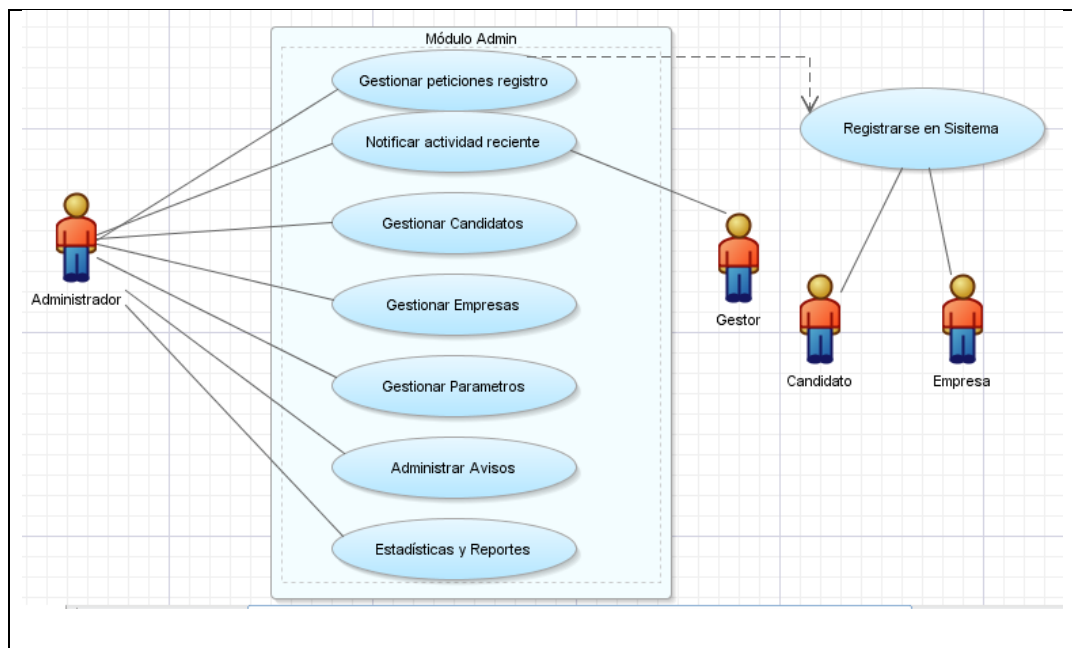 Módulo Admin
Gestionar peticiones registro
Registrarse en Sisitema
Notificar actividad reciente
Gestionar Candidatos
Administrador
Gestionar Empresas
Gestor
Candidato
Empresa
Gestionar Parametros
Administrar Avisos
Estadísticas y Reportes